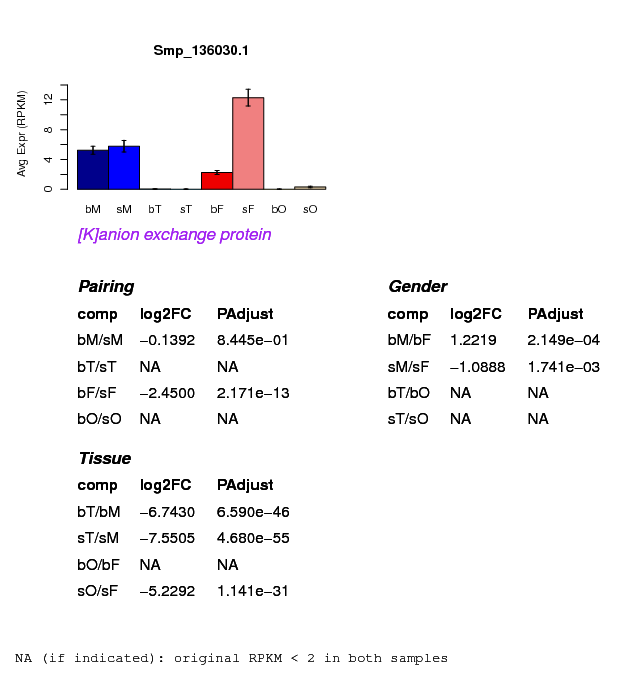 Smp_136030.1
Avg Expr (RPKM)
12
8
4
0
bM sM bT sT bF sF bO sO
[K]anion exchange protein
Pairing
comp log2FC PAdjust
bM/sM −0.1392 8.445e−01
bT/sT NA NA
bF/sF −2.4500 2.171e−13
bO/sO NA NA
Gender
comp log2FC PAdjust
bM/bF 1.2219 2.149e−04
sM/sF −1.0888 1.741e−03
bT/bO NA NA
sT/sO NA NA
Tissue
comp log2FC PAdjust
bT/bM −6.7430 6.590e−46
sT/sM −7.5505 4.680e−55
bO/bF NA NA
sO/sF −5.2292 1.141e−31
NA (if indicated): original RPKM < 2 in both samples